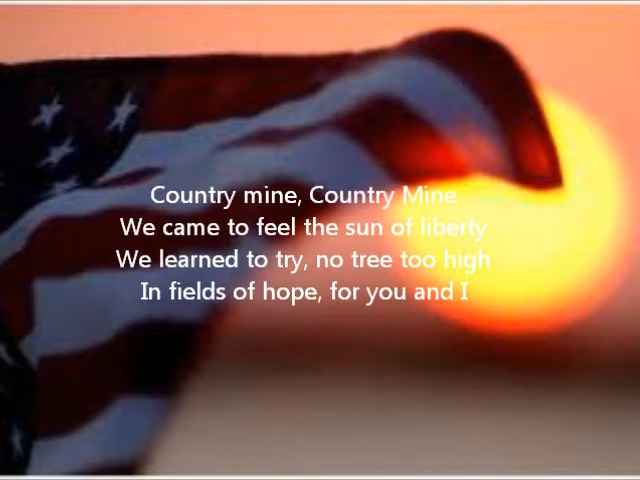 Country mine, Country Mine
We came to feel the sun of liberty
We learned to try, no tree too high
In fields of hope, for you and I